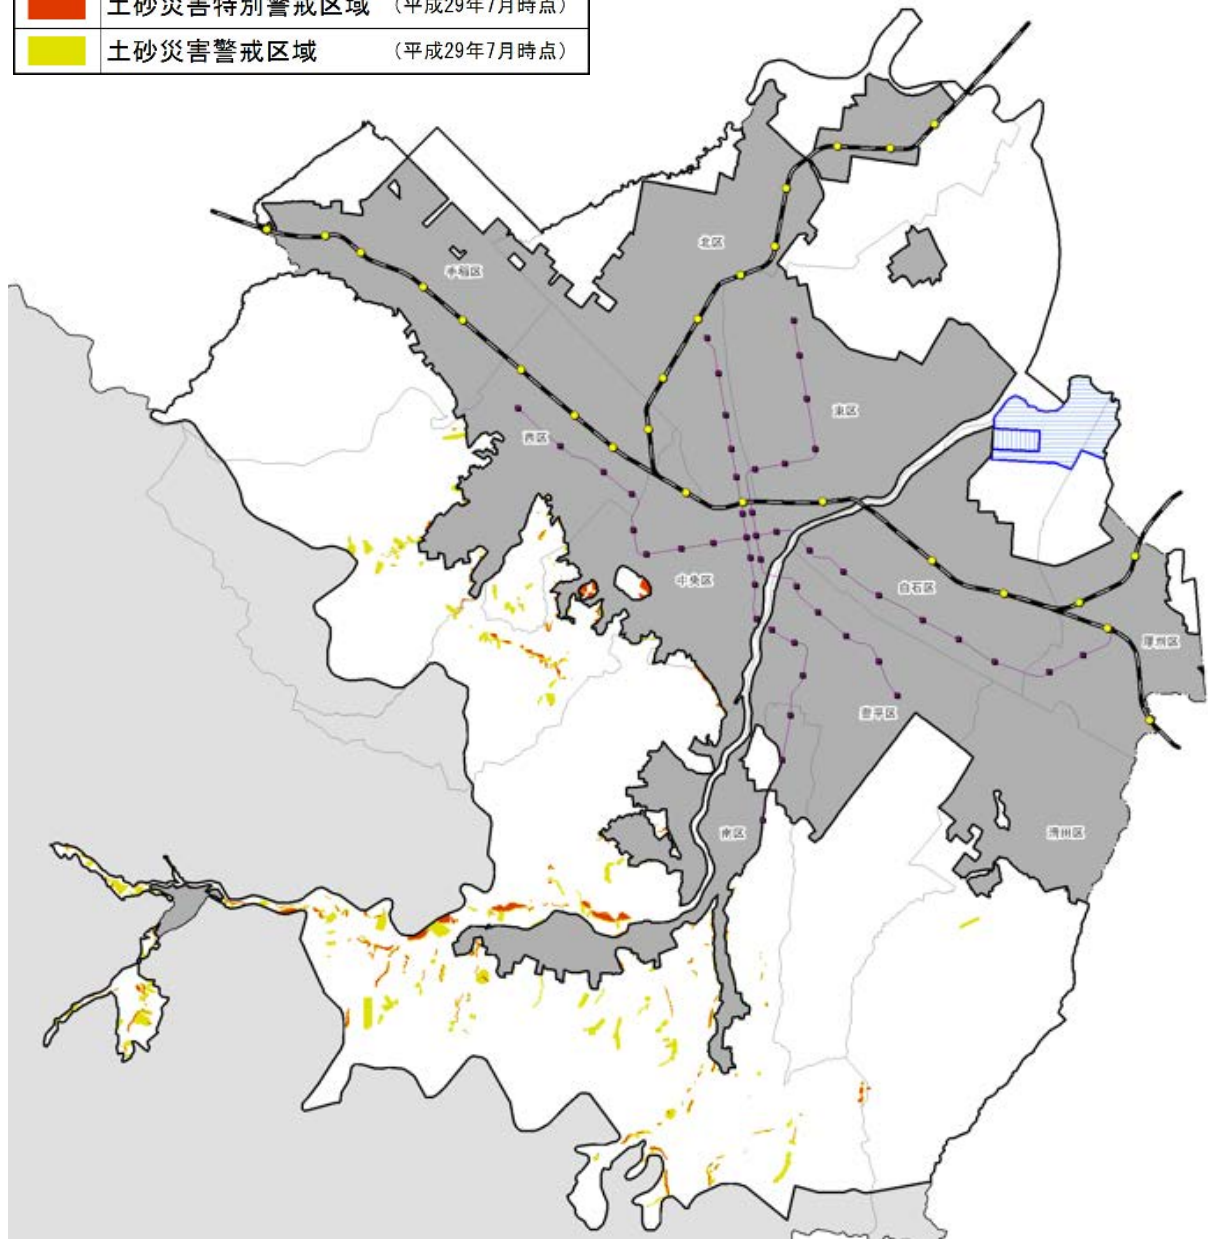 土砂災害特別警戒区域 （平成29年7月時点）
土砂災害警戒区域 （平成29年7月時点）
北区
手稲区
東区
西区
中央区
白石区
厚別区
豊平区
南区
清田区